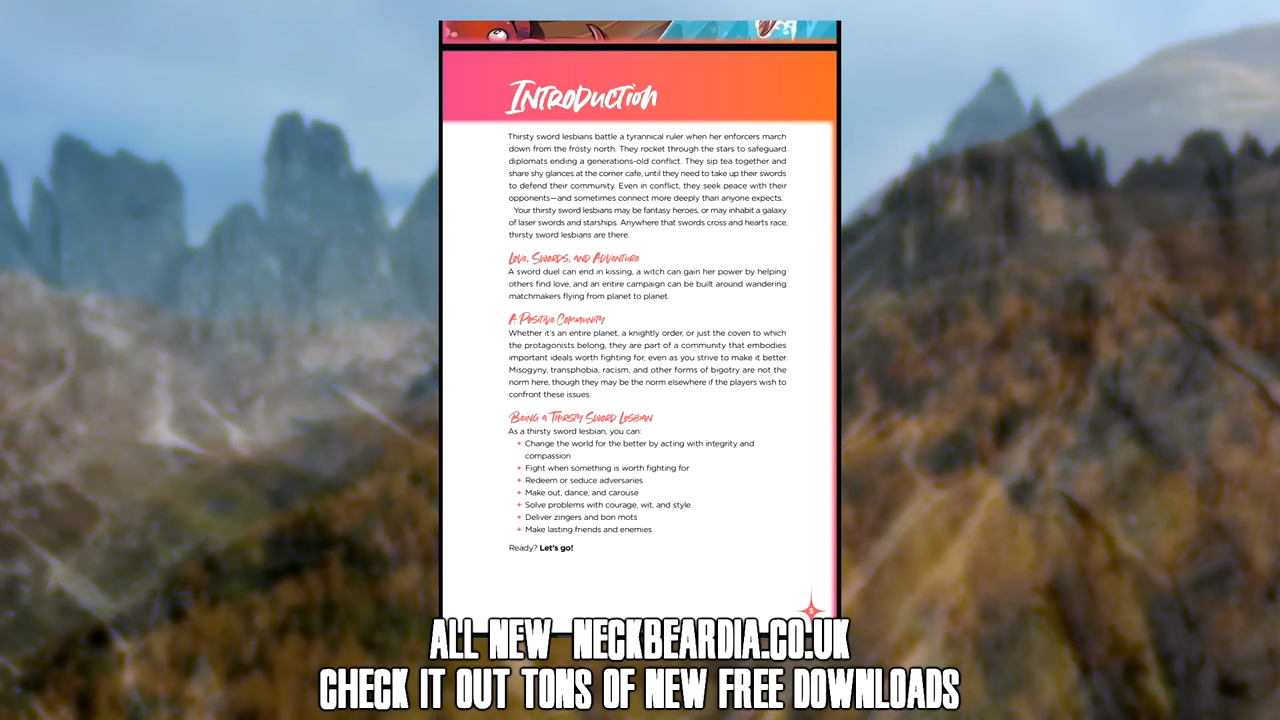 Introduction
Thirsty sword lesbians battle a tyrannical ruler when her enforcers march
down from the frosty north. They rocket through the stars to safeguard
diplomats ending a generations-old conflict. They sip tea together and
share shy glances at the corner cafe, until they need to take up their swords
to defend their community. Even in conflict, they seek peace with their
opponents—and sometimes connect more deeply than anyone expects.
Your thirsty sword lesbians may be fantasy heroes, or may inhabit a galaxy
of laser swords and starships. Anywhere that swords cross and hearts race,
thirsty sword lesbians are there.
Love, Swords, and Adventure
A sword duel can end in kissing, a witch can gain her power by helping
others find love, and an entire campaign can be built around wandering
matchmakers flying from planet to planet.
A Positive Community
Whether it's an entire planet, a knightly order, or just the coven to which
the protagonists belong, they are part of a community that embodies
important ideals worth fighting for, even as you strive to make it better.
Misogyny, transphobia, racism, and other forms of bigotry are not the
norm here, though they may be the norm elsewhere if the players wish to
confront these issues.
Being a Thirsty Sword Lesbian
As a thirsty sword lesbian, you can:
+ Change the world for the better by acting with integrity and
compassion
+ Fight when something is worth fighting for
+ Redeem or seduce adversaries
+ Make out, dance, and carouse
+ Solve problems with courage, wit, and style
+ Deliver zingers and bon mots
+ Make lasting friends and enemies
Ready? Let's go!
ALL NEW NECKBEARDIA.CO.UK
CHECK IT OUT TONS OF NEW FREE DOWNLOADS